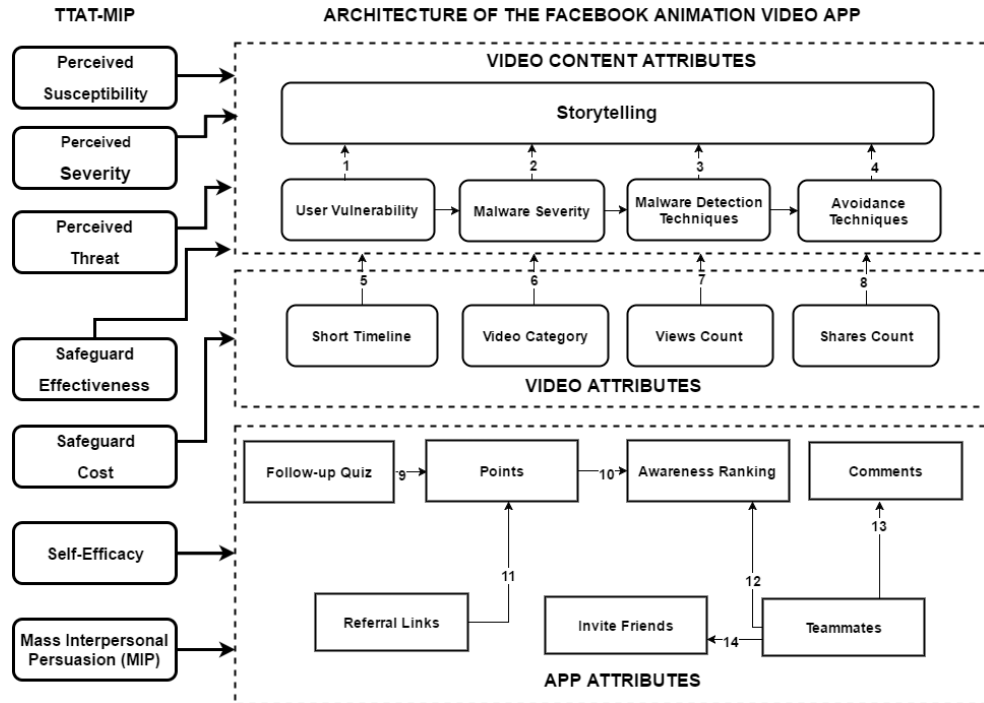 TTAT-MIP
ARCHITECTURE OF THE FACEBOOK ANIMATION VIDEO APP
Perceived
Susceptibility
Perceived
Severity
Perceived
Threat
Safeguard
Effectiveness
Safeguard
Cost
Self-Efficacy
Mass Interpersonal
Persuasion (MIP)
VIDEO CONTENT ATTRIBUTES
Storytelling
1
2
3
4
User Vulnerability
Malware Severity
Malware Detection
Techniques
Avoidance
Techniques
5
6
7
8
Short Timeline
Video Category
Views Count
Shares Count
VIDEO ATTRIBUTES
Follow-up Quiz
9
Points
10
Awareness Ranking
Comments
11
12
13
Referral Links
Invite Friends
14
Teammates
APP ATTRIBUTES